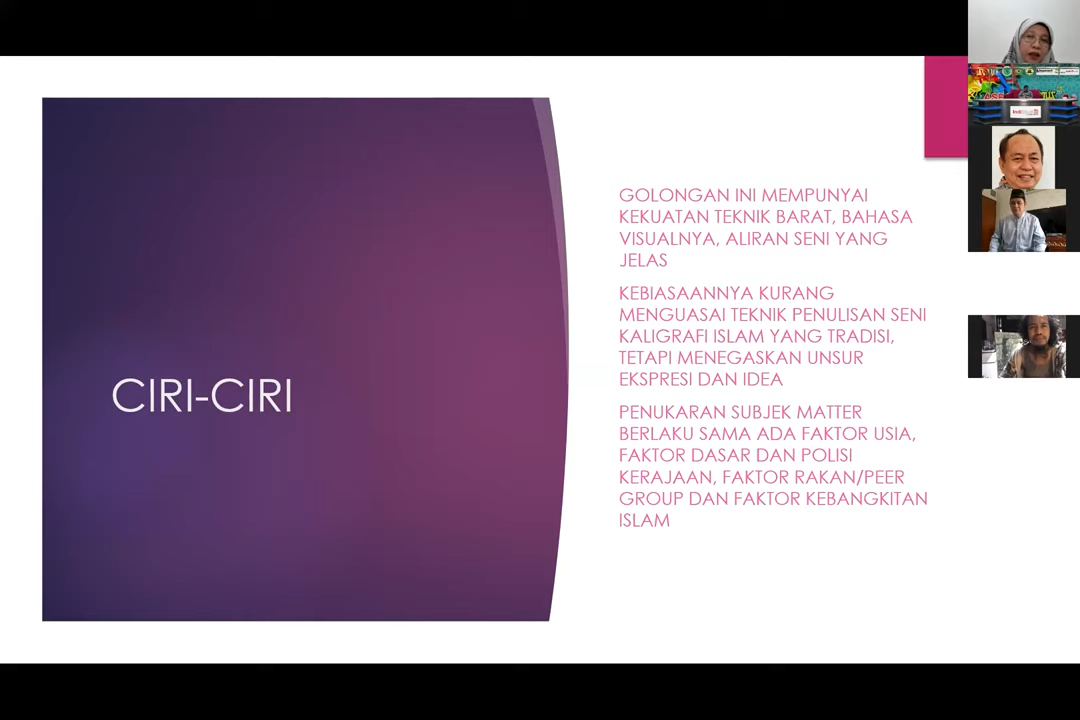 CIRI-CIRI
GOLONGAN INI MEMPUNYAI
KEKUATAN TEKNIK BARAT, BAHASA
VISUALNYA, ALIRAN SENI YANG
JELAS
KEBIASAANNYA KURANG
MENGUASAI TEKNIK PENULISAN SENI
KALIGRAFI ISLAM YANG TRADISI,
TETAPI MENEGASKAN UNSUR
EKSPRESI DAN IDEA
PENUKARAN SUBJEK MATTER
BERLAKU SAMA ADA FAKTOR USIA,
FAKTOR DASAR DAN POLISI
KERAJAAN, FAKTOR RAKAN/PEER
GROUP DAN FAKTOR KEBANGKITAN
ISLAM